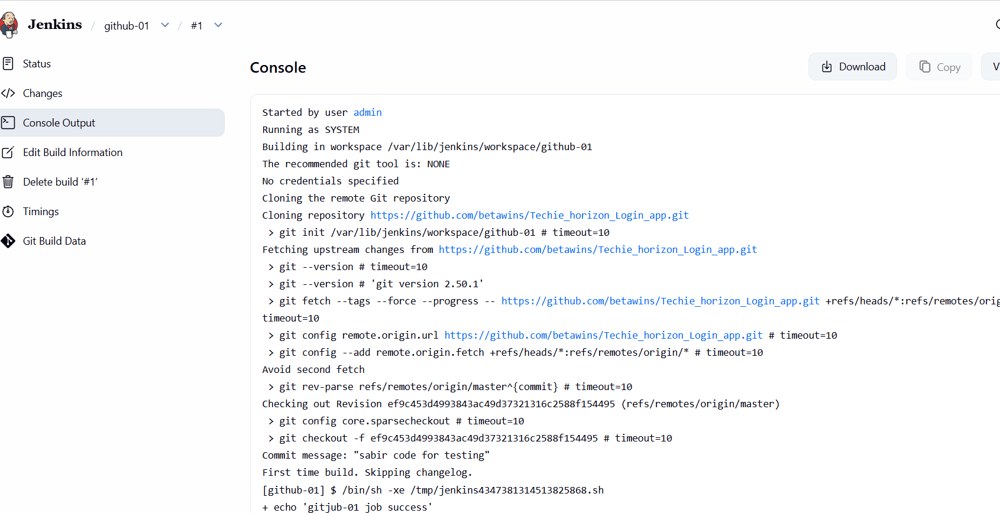 Jenkins / github-01 / #1
Status
Changes
Console Output
Edit Build Information
Delete build ‘#1’
Timings
Git Build Data
Console
Download
Copy
Started by user admin
Running as SYSTEM
Building in workspace /var/lib/jenkins/workspace/github-01
The recommended git tool is: NONE
No credentials specified
Cloning the remote Git repository
Cloning repository https://github.com/betawins/Techie_horizon_Login_app.git
 > git init /var/lib/jenkins/workspace/github-01 # timeout=10
Fetching upstream changes from https://github.com/betawins/Techie_horizon_Login_app.git
 > git --version # timeout=10
 > git --version # 'git version 2.50.1'
 > git fetch --tags --force --progress -- https://github.com/betawins/Techie_horizon_Login_app.git +refs/heads/*:refs/remotes/orig
timeout=10
 > git config remote.origin.url https://github.com/betawins/Techie_horizon_Login_app.git # timeout=10
 > git config --add remote.origin.fetch +refs/heads/*:refs/remotes/origin/* # timeout=10
Avoid second fetch
 > git rev-parse refs/remotes/origin/master^{commit} # timeout=10
Checking out Revision ef9c453d4993843ac49d37321316c2588f154495 (refs/remotes/origin/master)
 > git config core.sparsecheckout # timeout=10
 > git checkout -f ef9c453d4993843ac49d37321316c2588f154495 # timeout=10
Commit message: "sabir code for testing"
First time build. Skipping changelog.
[github-01] $ /bin/sh -xe /tmp/jenkins4347381314513825868.sh
+ echo 'gitjub-01 job success'